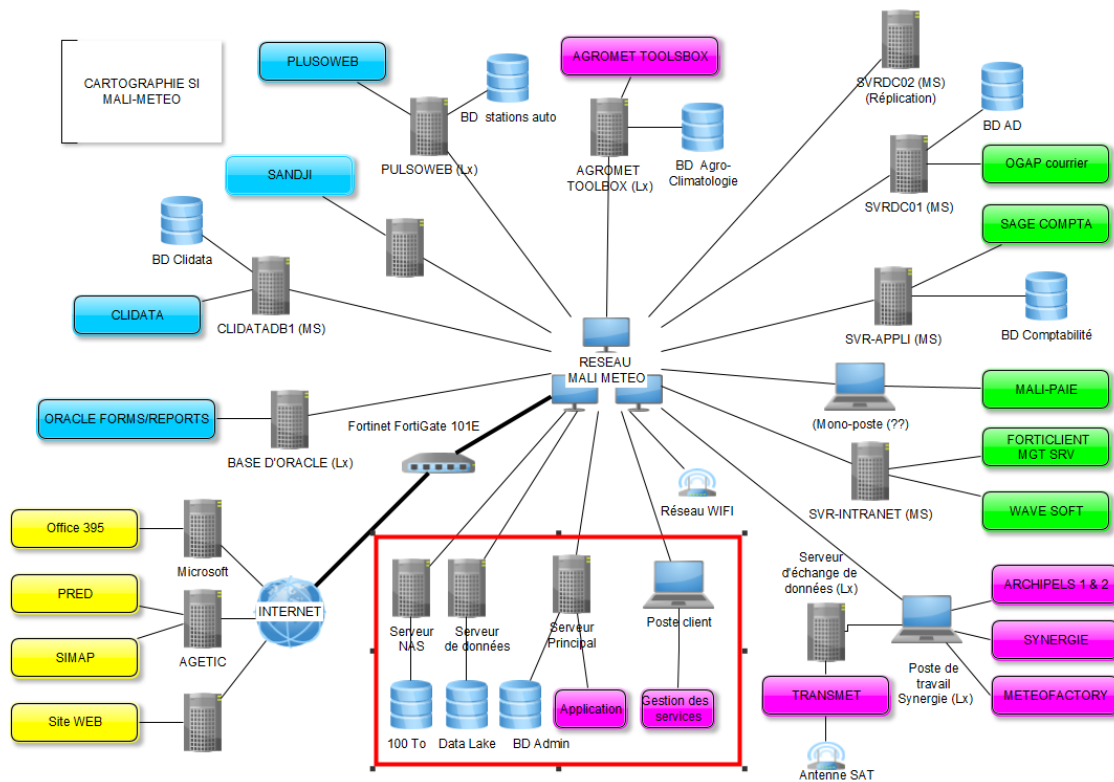 CARTOGRAPHIE SI
MALI-METEO
PLUSOWEB
BD stations auto
PULSOWEB (Lx)
AGROMET TOOLSBOX
AGROMET
TOOLBOX (Lx)
BD Agro-
Climatologie
SVRDC02 (MS)
(Réplication)
BD AD
OGAP courrier
SVRDC01 (MS)
SANDJI
BD Clidata
CLIDATA
CLIDATADB1 (MS)
SAGE COMPTA
SVR-APPLI (MS)
BD Comptabilité
RESEAU
MALI METEO
ORACLE FORMS/REPORTS
BASE D'ORACLE (Lx)
Fortinet FortiGate 101E
(Mono-poste (??)
MALI-PAIE
FORTICLIENT
MGT SRV
WAVE SOFT
SVR-INTRANET (MS)
Réseau WIFI
Office 395
Microsoft
PRED
SIMAP
AGETIC
INTERNET
Site WEB
Serveur
NAS
Serveur
de données
Serveur
Principal
Poste client
100 To
Data Lake
BD Admin
Application
Gestion des
services
Serveur
d'échange de
données (Lx)
TRANSMET
Antenne SAT
Poste de
travail
Synergie (Lx)
ARCHIPELS 1 & 2
SYNERGIE
METEOFACTORY